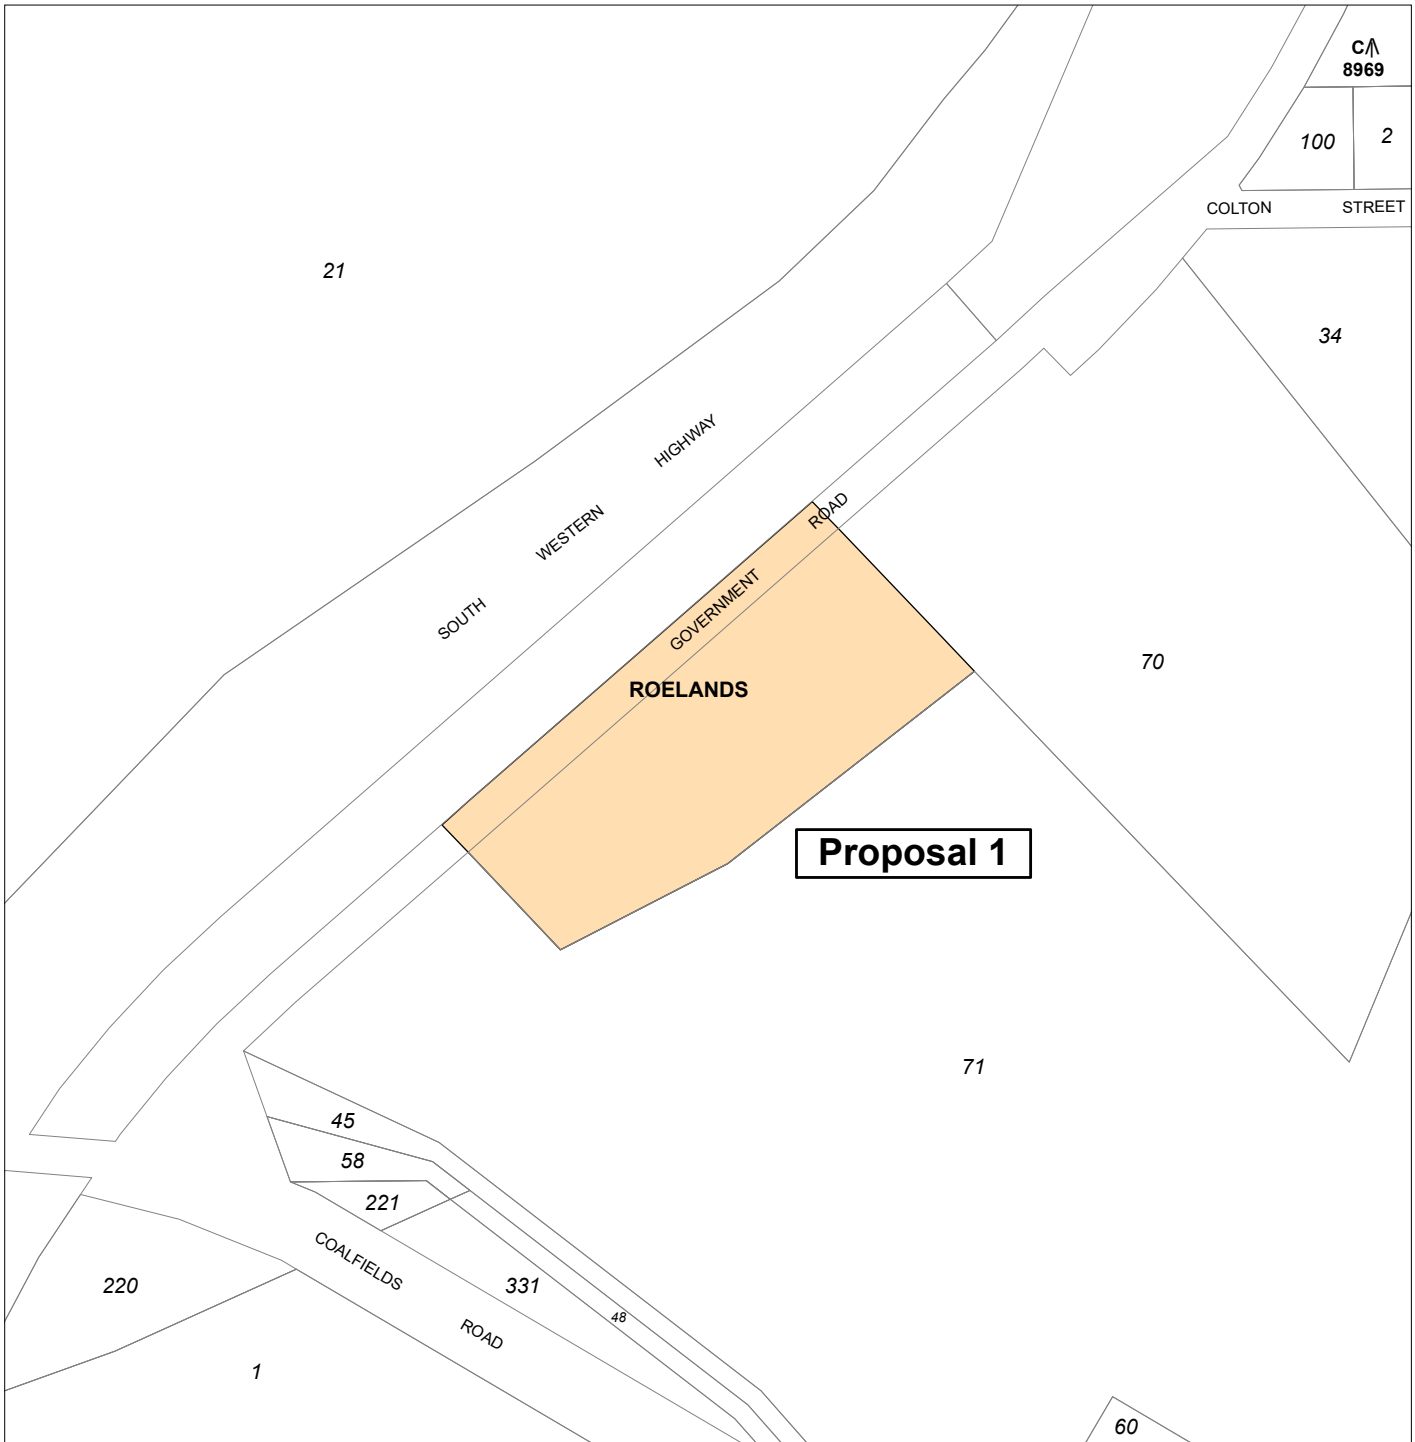 C
8969
100
2
COLTON STREET
21
34
SOUTH WESTERN HIGHWAY
GOVERNMENT ROAD
ROELANDS
70
Proposal 1
71
45
58
221
COALFIELDS ROAD
220
331
48
1
60